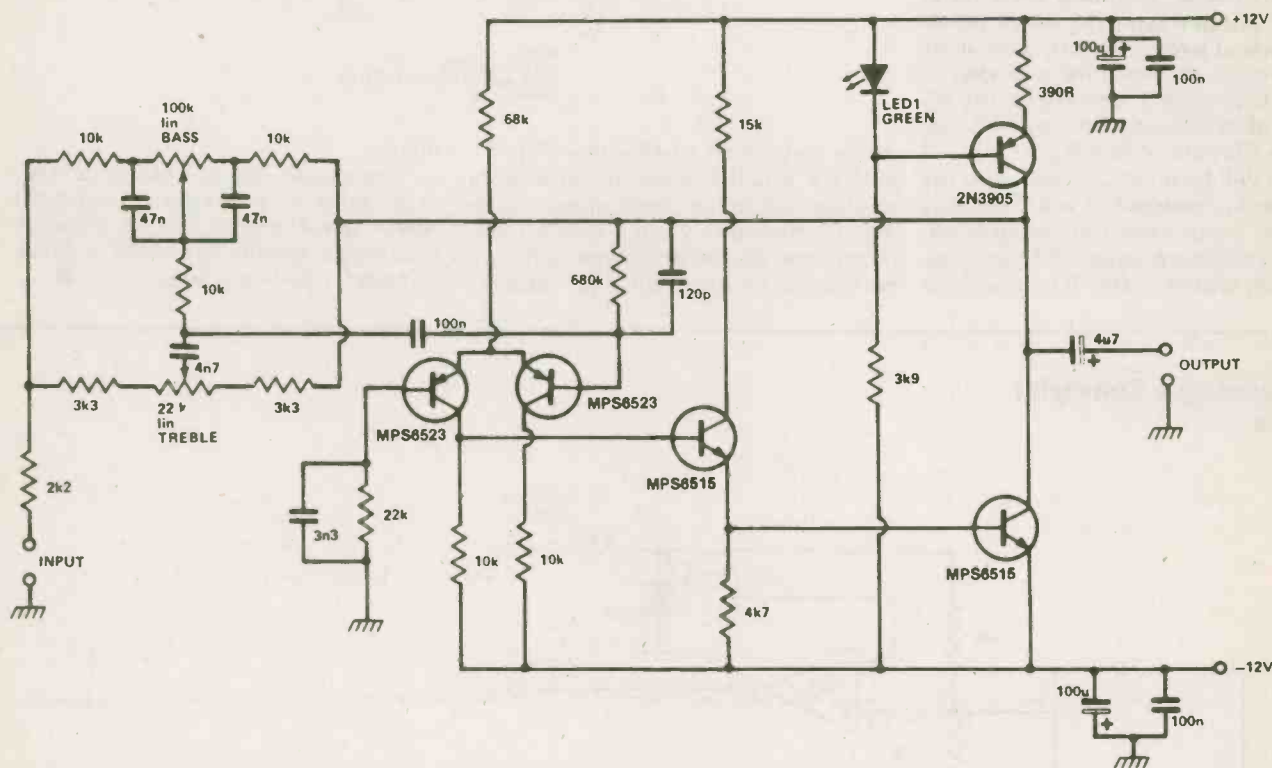 +12V
100u
+
100n
390R
LED1
GREEN
2N3905
15k
68k
100k
lin
BASS
10k
10k
47n
47n
10k
680k
120p
100n
4n7
3k3
22k
lin
TREBLE
3k3
MPS6523
MPS6523
MPS6515
3k9
4u7
+
OUTPUT
2k2
INPUT
3n3
22k
10k
10k
4k7
MPS6515
-12V
100u
+
100n